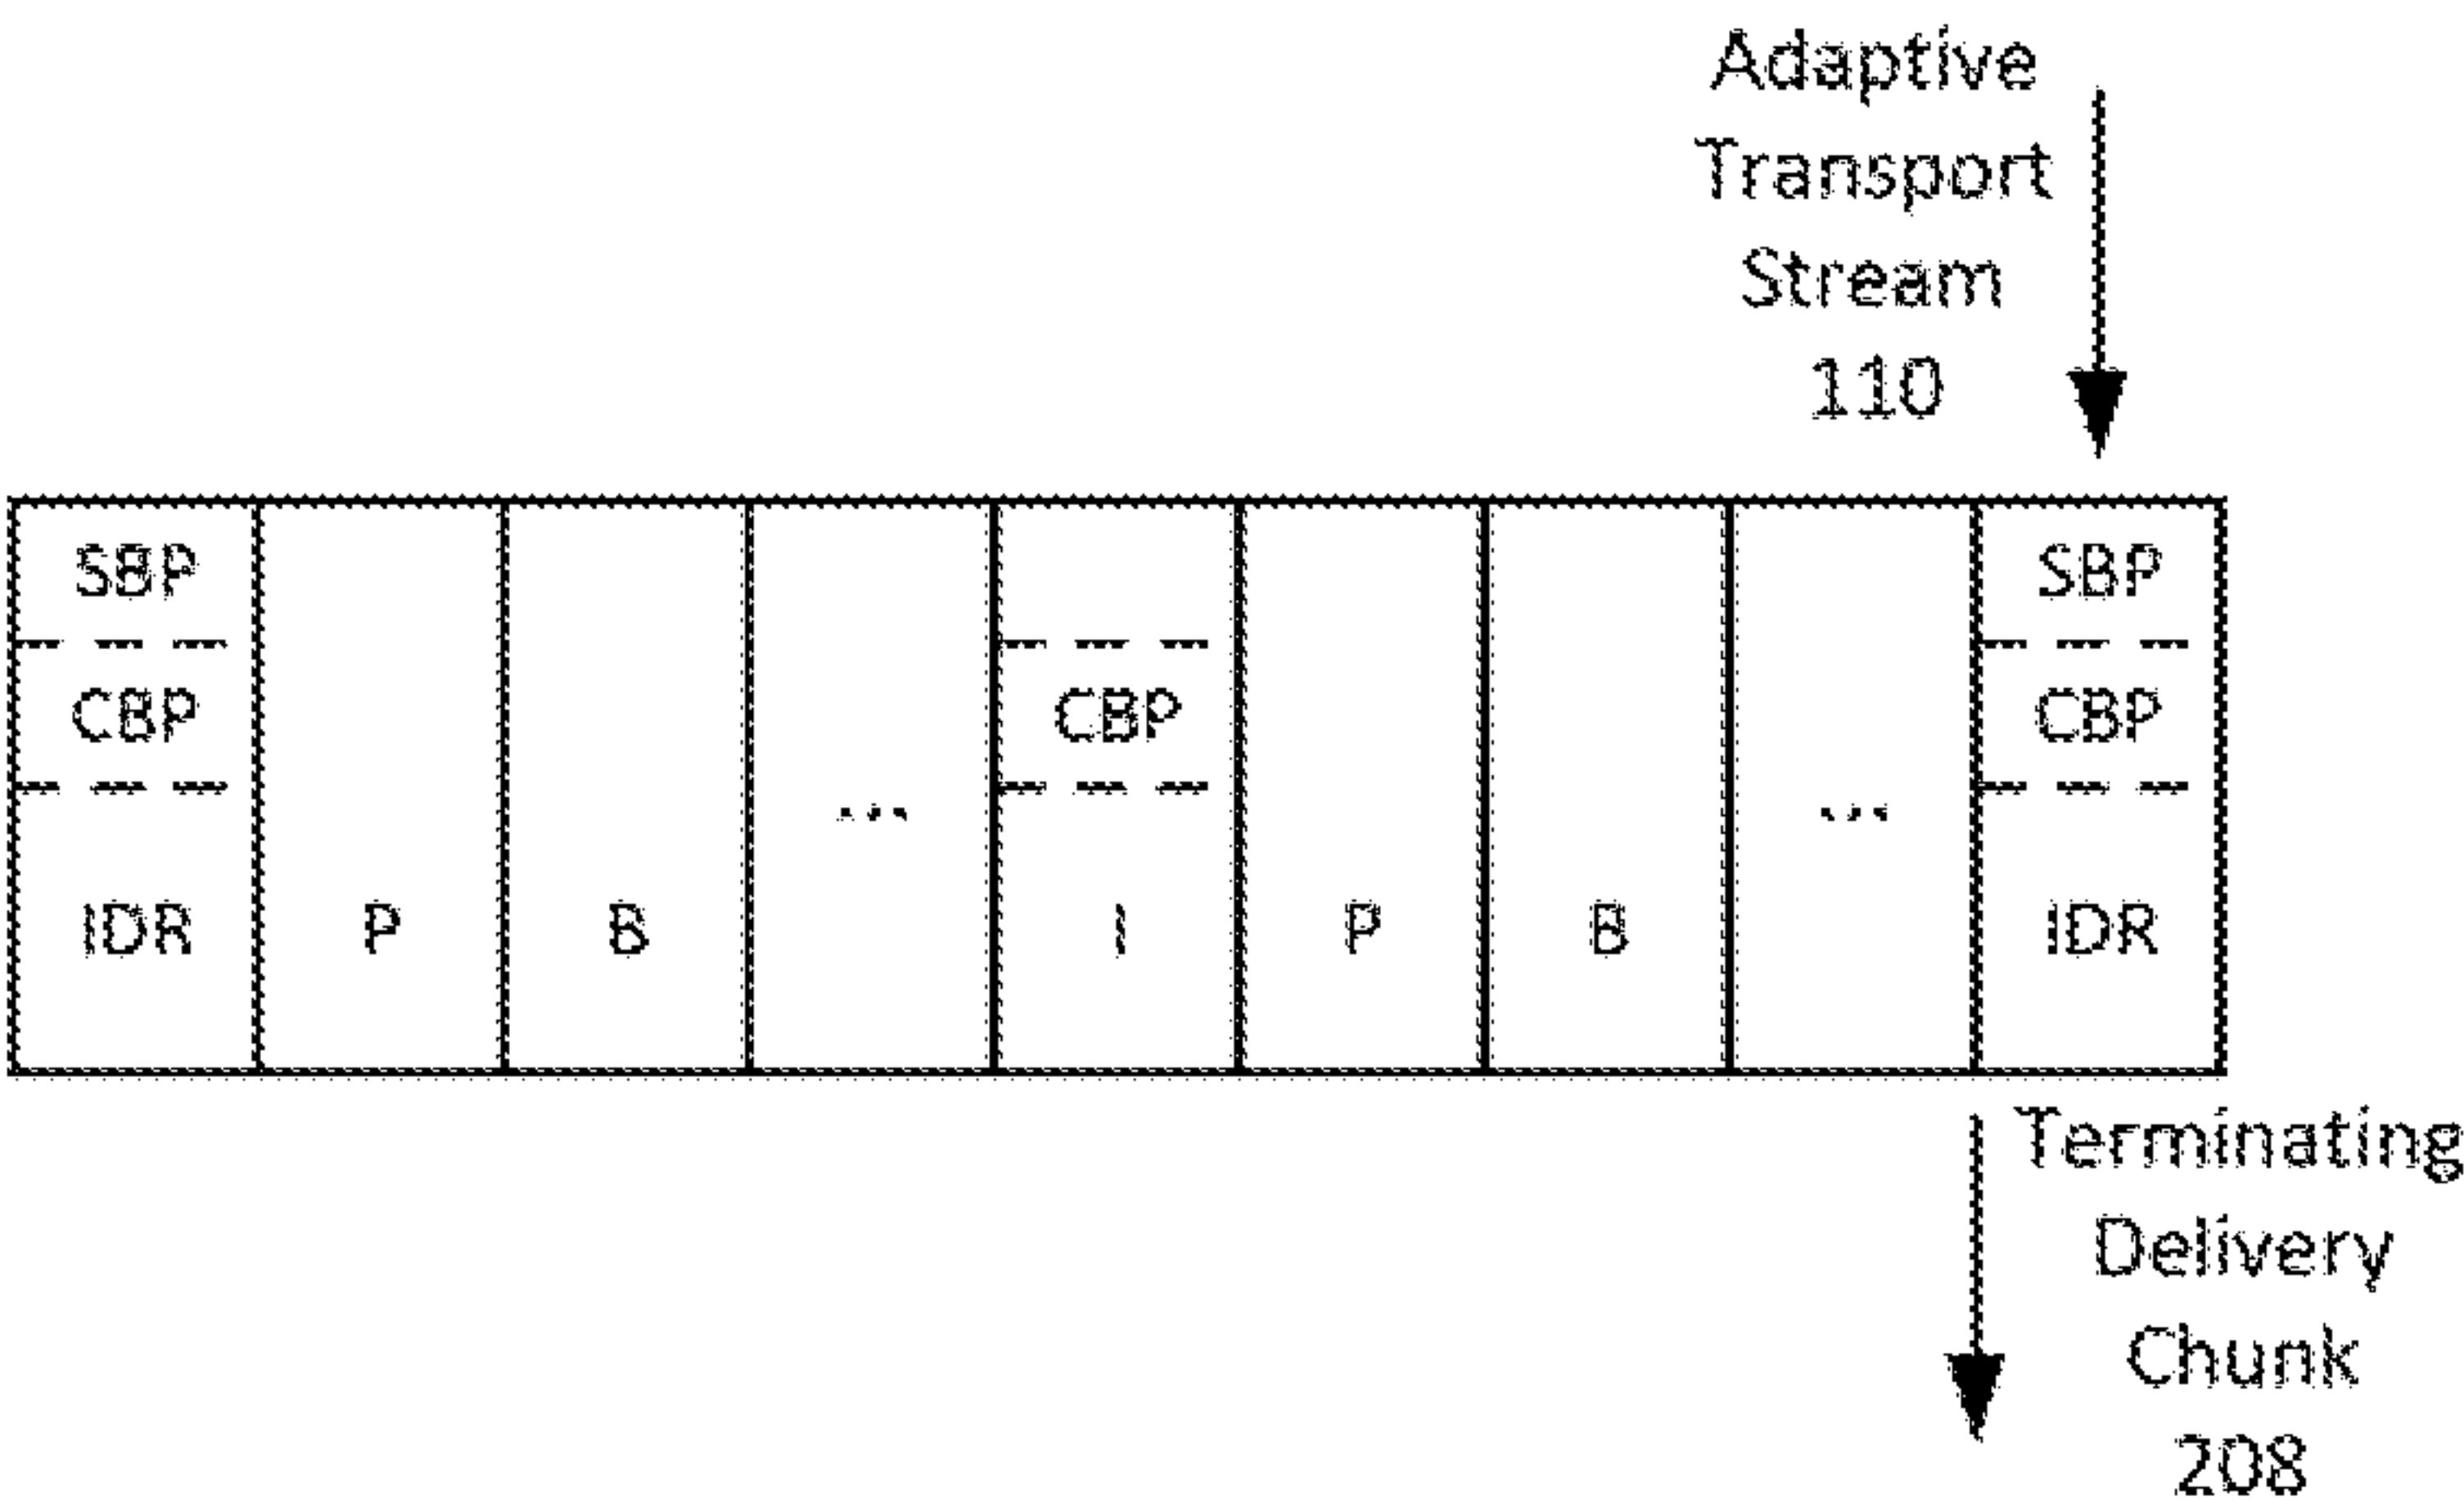 Adaptive
Transport
Stream
110
SBP SBP
CBP CBP CBP
... ...
IDR P B I P B IDR
Terminating
Delivery
Chunk
208